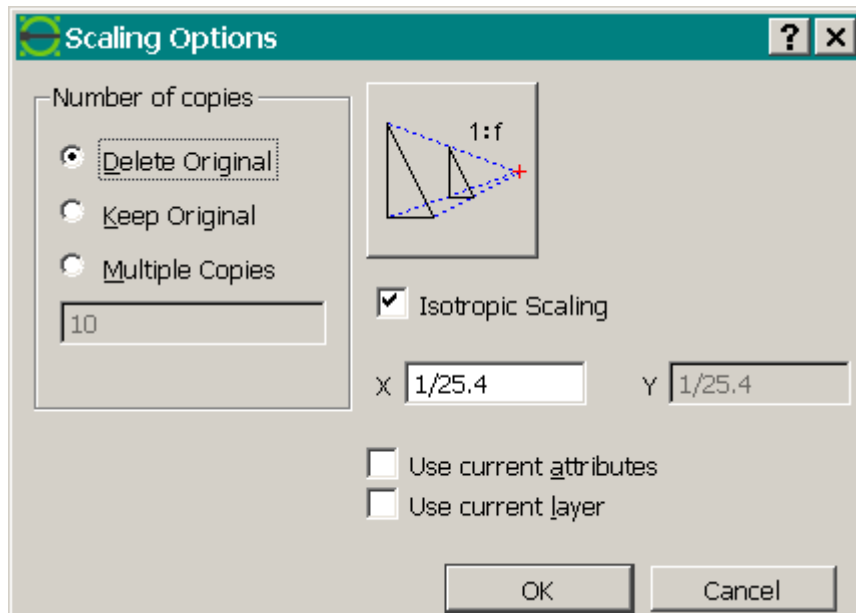 Scaling Options
Number of copies
Delete Original
Keep Original
Multiple Copies
10
1:f
Isotropic Scaling
X 1/25.4 Y 1/25.4
Use current attributes
Use current layer
OK Cancel